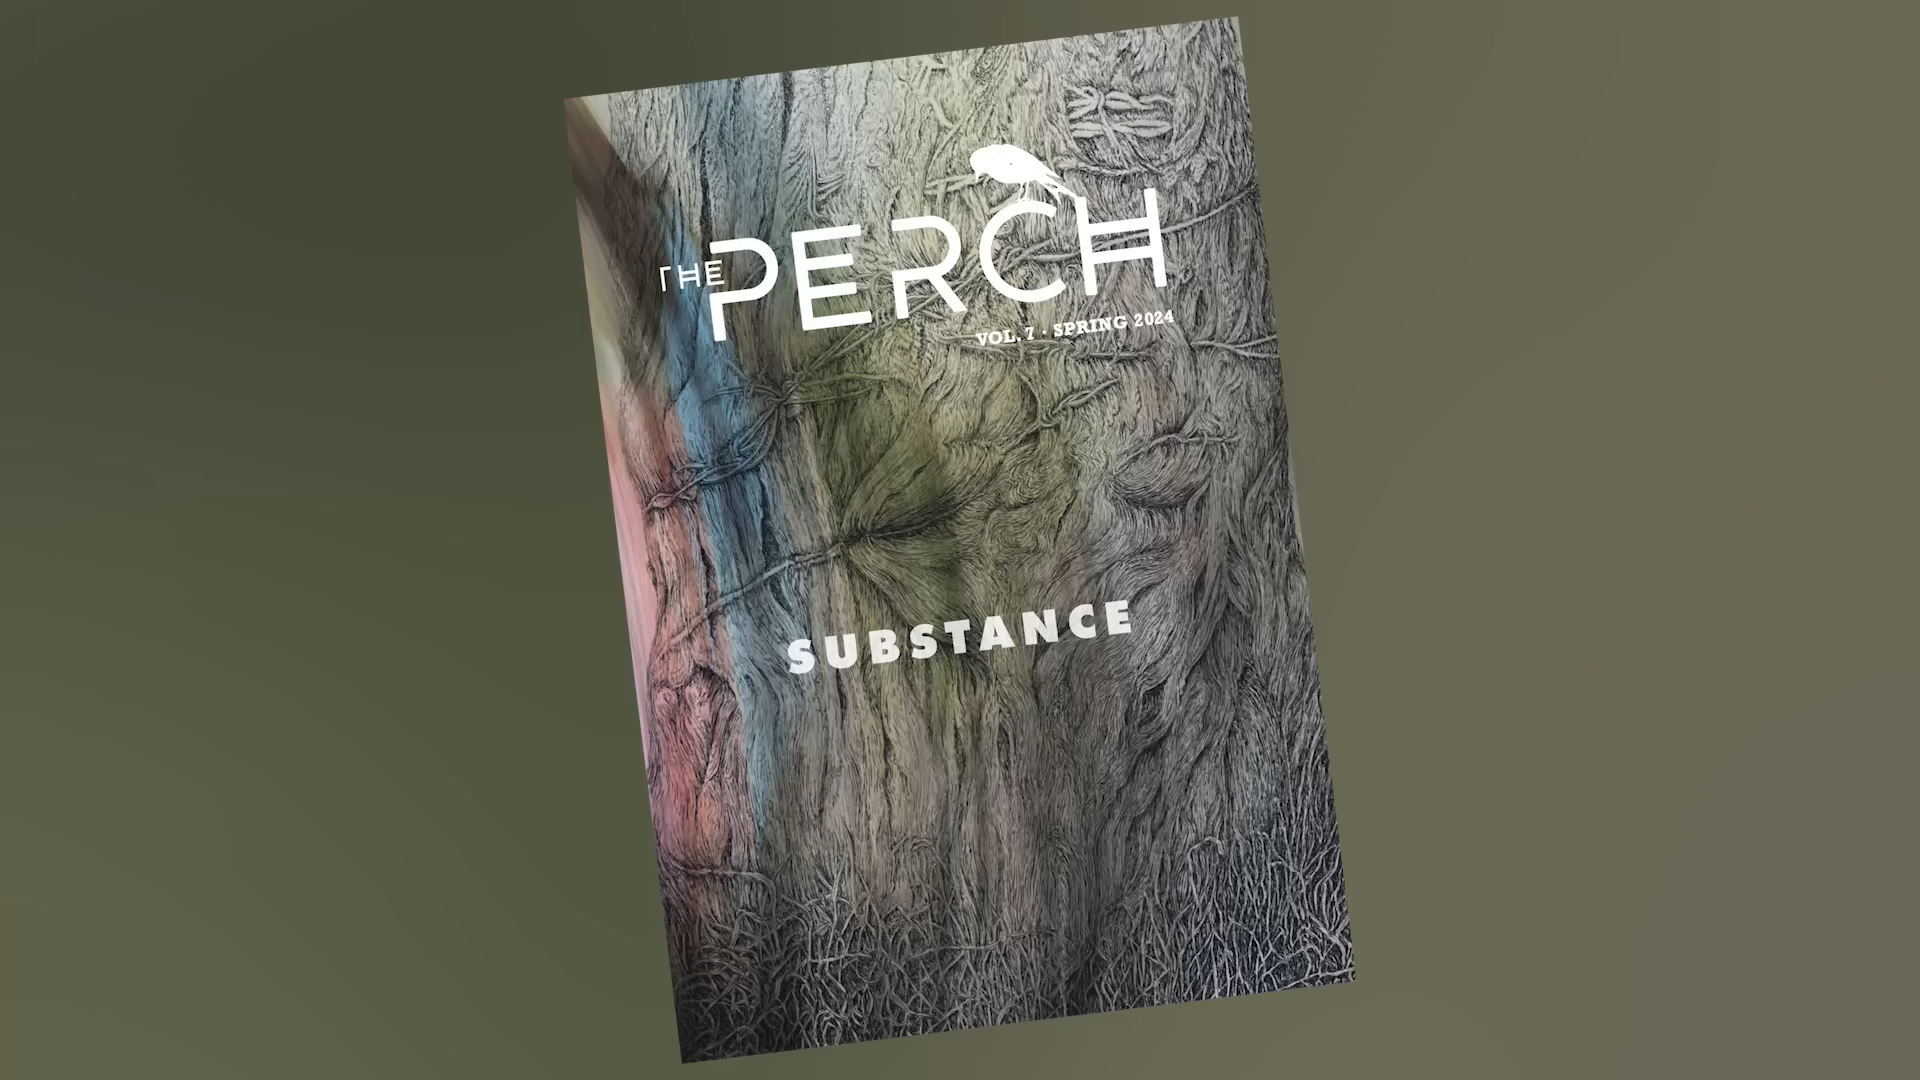 THE PERCH
VOL. 7 · SPRING 2024
SUBSTANCE